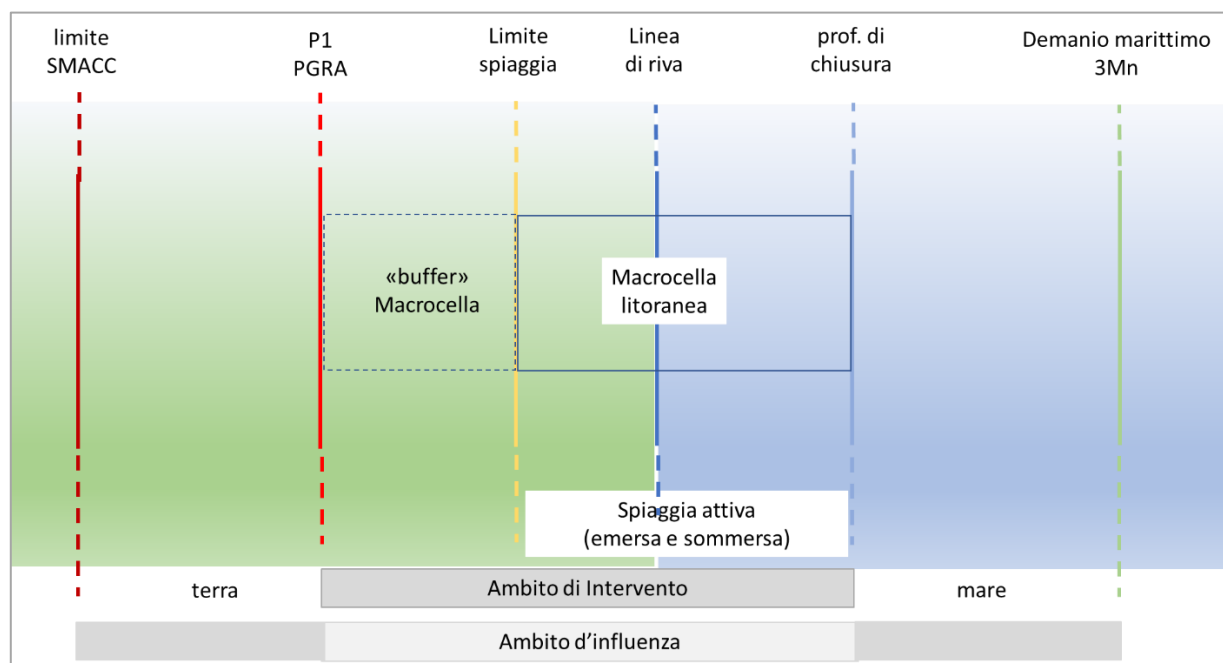 limite
SMACC
P1
PGRA
Limite
spiaggia
Linea
di riva
prof. di
chiusura
Demanio marittimo
3Mn
«buffer»
Macrocella
Macrocella
litoranea
Spiaggia attiva
(emersa e sommersa)
terra
Ambito di Intervento
mare
Ambito d’influenza